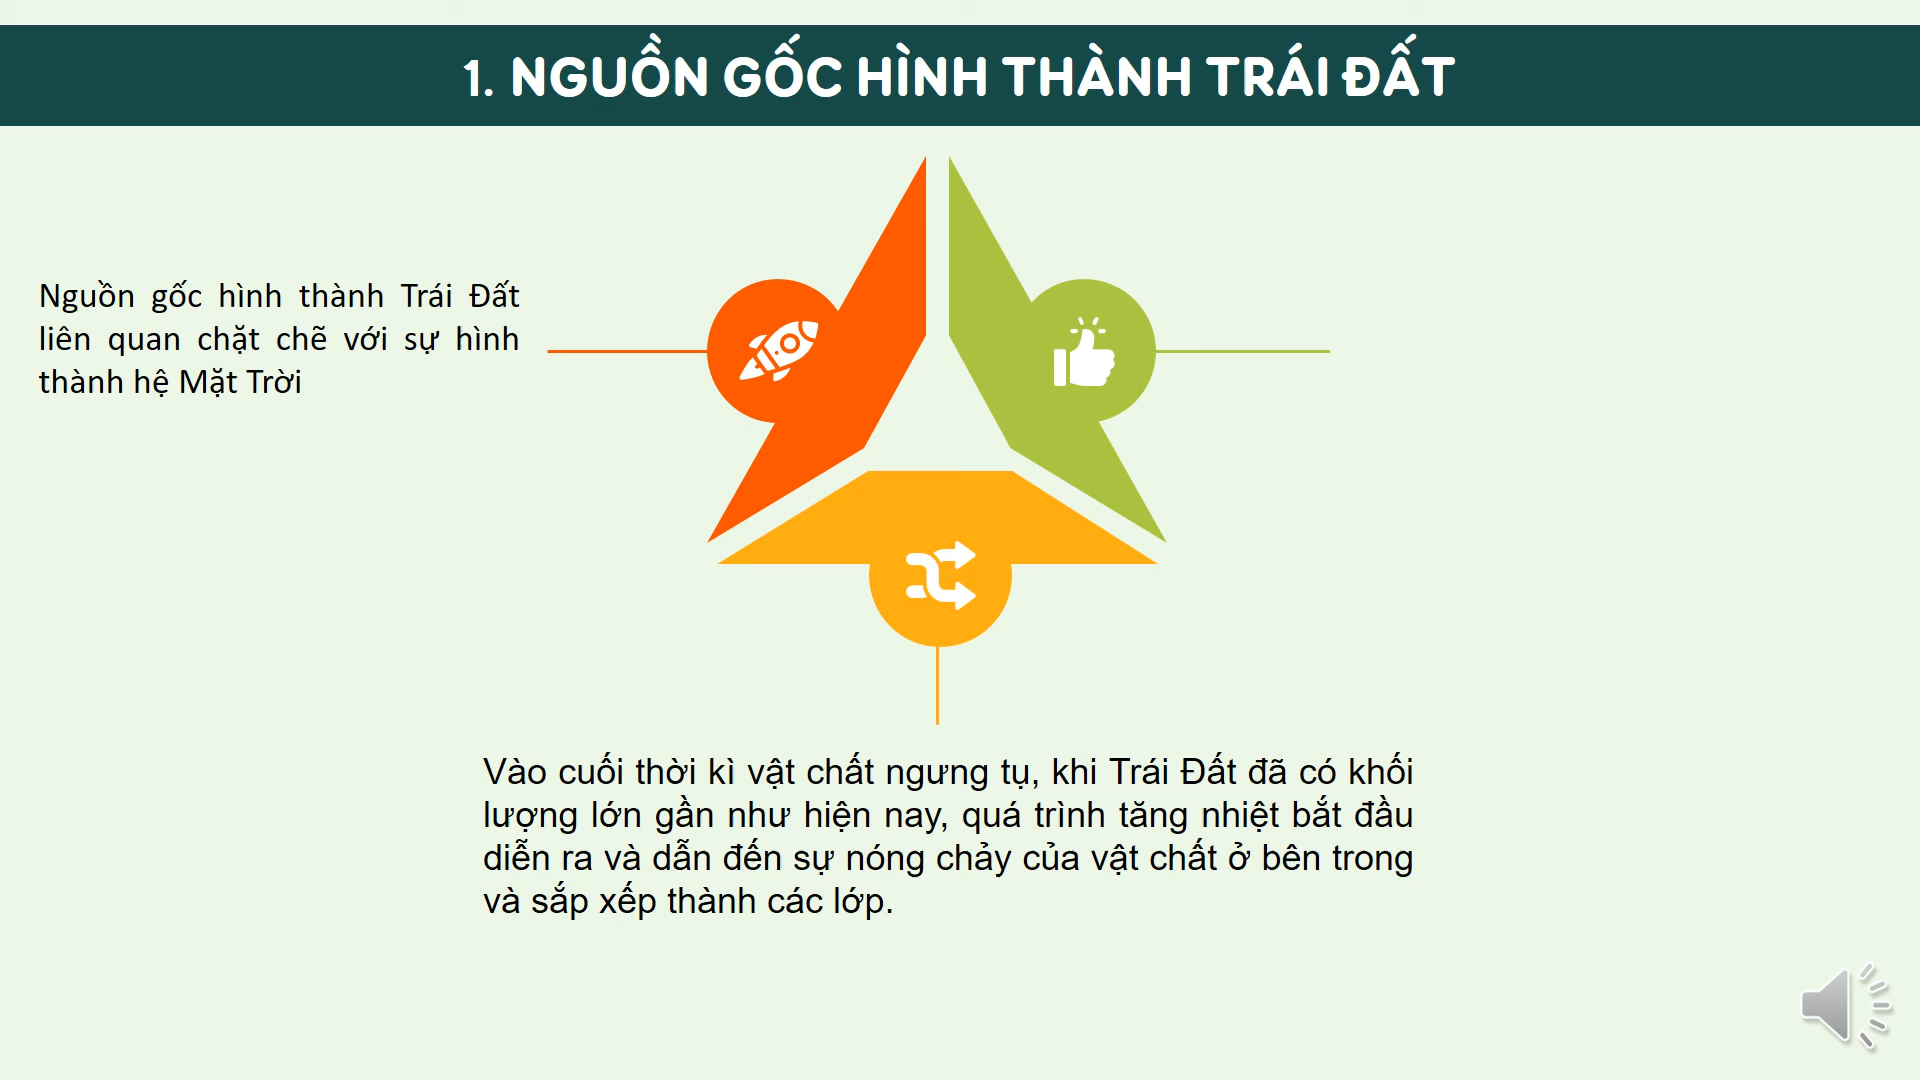 1. NGUỒN GỐC HÌNH THÀNH TRÁI ĐẤT
Nguồn gốc hình thành Trái Đất
liên quan chặt chẽ với sự hình
thành hệ Mặt Trời
Vào cuối thời kì vật chất ngưng tụ, khi Trái Đất đã có khối
lượng lớn gần như hiện nay, quá trình tăng nhiệt bắt đầu
diễn ra và dẫn đến sự nóng chảy của vật chất ở bên trong
và sắp xếp thành các lớp.